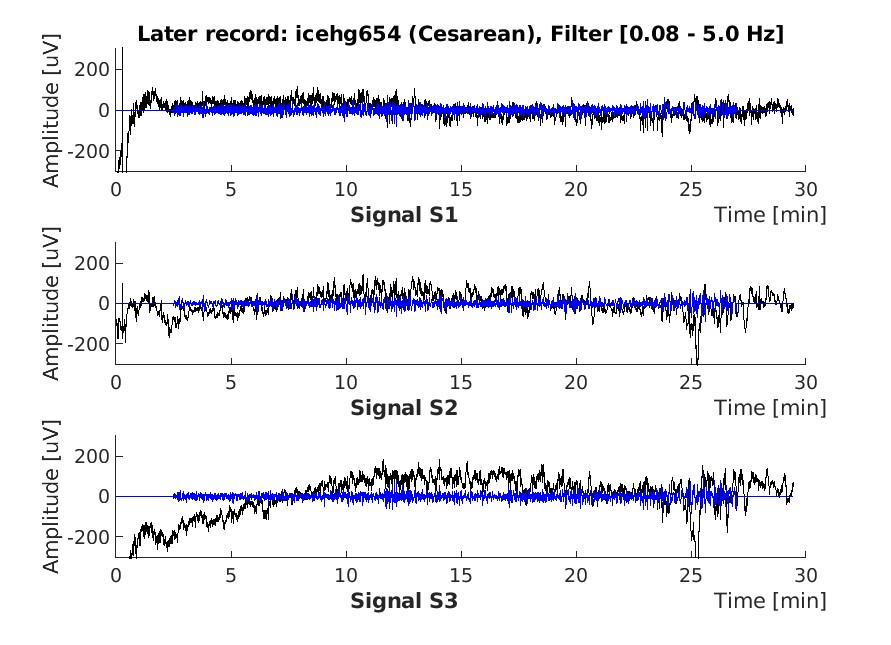 Later record: icehg654 (Cesarean), Filter [0.08 - 5.0 Hz]
Amplitude [uV]
200
0
-200
0 5 10 15 20 25 30
Signal S1 Time [min]
Amplitude [uV]
200
0
-200
0 5 10 15 20 25 30
Signal S2 Time [min]
Amplitude [uV]
200
0
-200
0 5 10 15 20 25 30
Signal S3 Time [min]